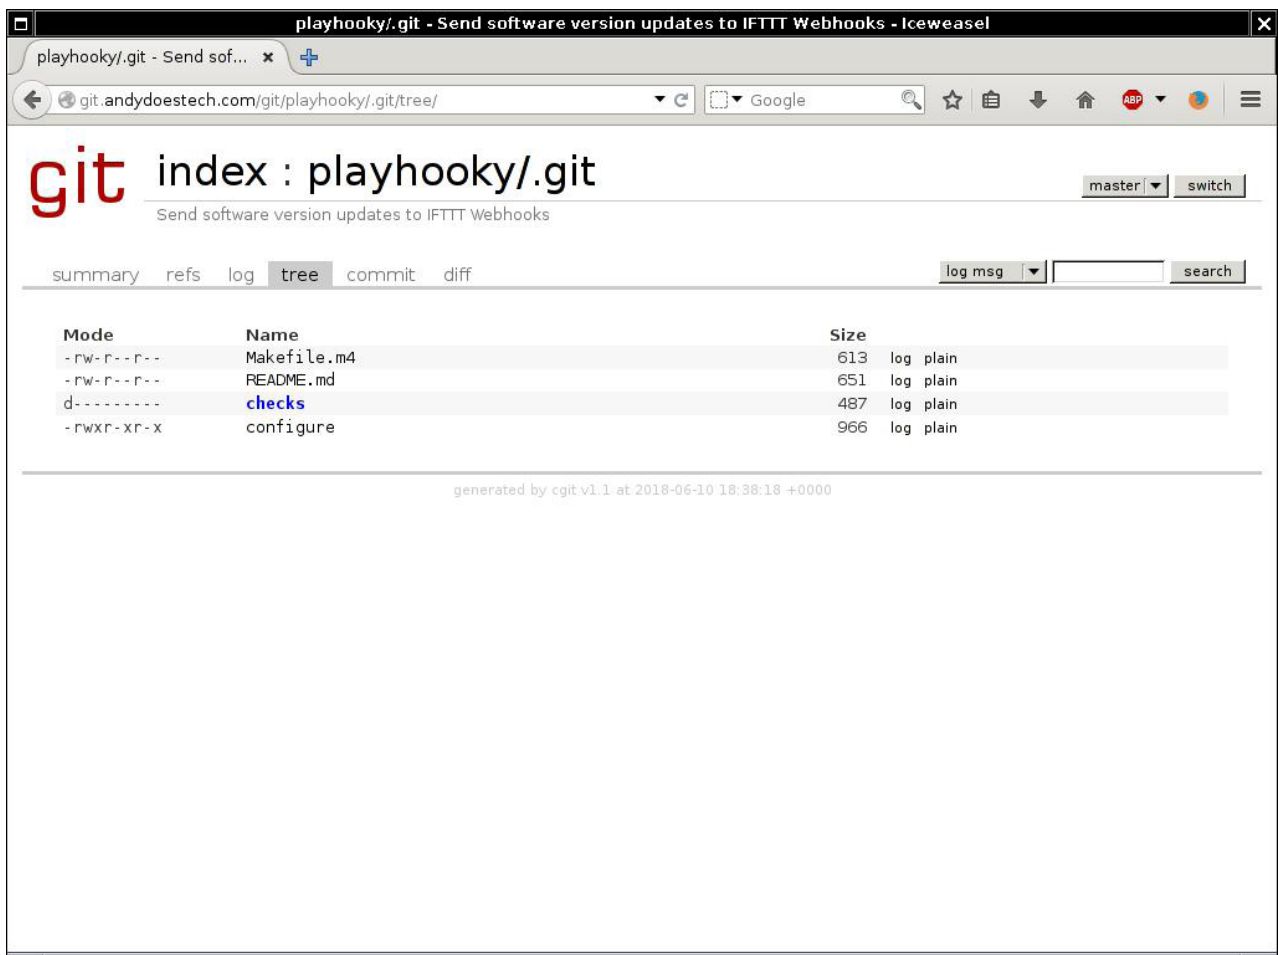 playhooky/.git - Send software version updates to IFTTT Webhooks - Iceweasel
playhooky/.git - Send sof...
git.andydoestech.com/git/playhooky/.git/tree/
Google
ABP
git
index : playhooky/.git
master
switch
Send software version updates to IFTTT Webhooks
summary refs log tree commit diff
log msg
search
Mode Name Size
-rw-r--r-- Makefile.m4 613 log plain
-rw-r--r-- README.md 651 log plain
d--------- checks 487 log plain
-rwxr-xr-x configure 966 log plain
generated by cgit v1.1 at 2018-06-10 18:38:18 +0000